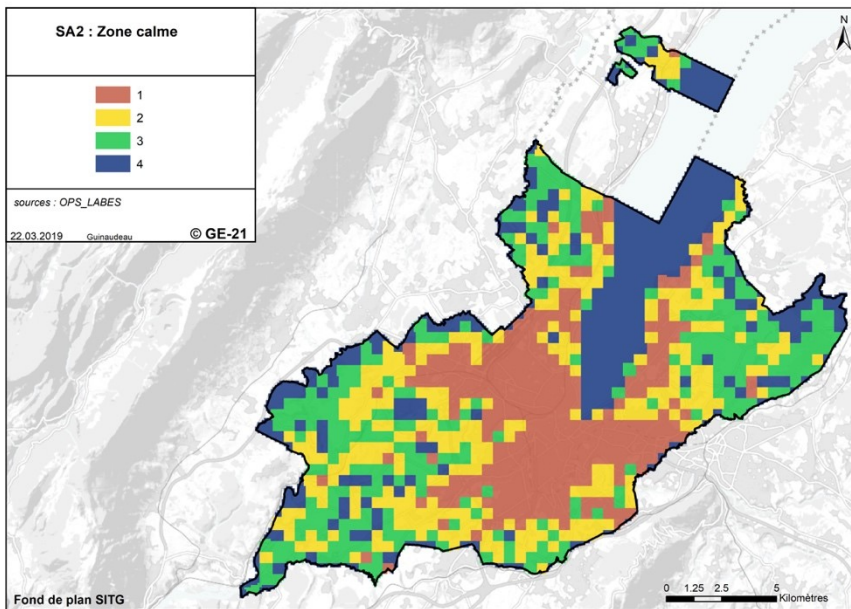 SA2 : Zone calme
1
2
3
4
sources : OPS_LABES
22.03.2019 Guinaudeau © GE-21
N
Fond de plan SITG
0 1.25 2.5 5
Kilomètres